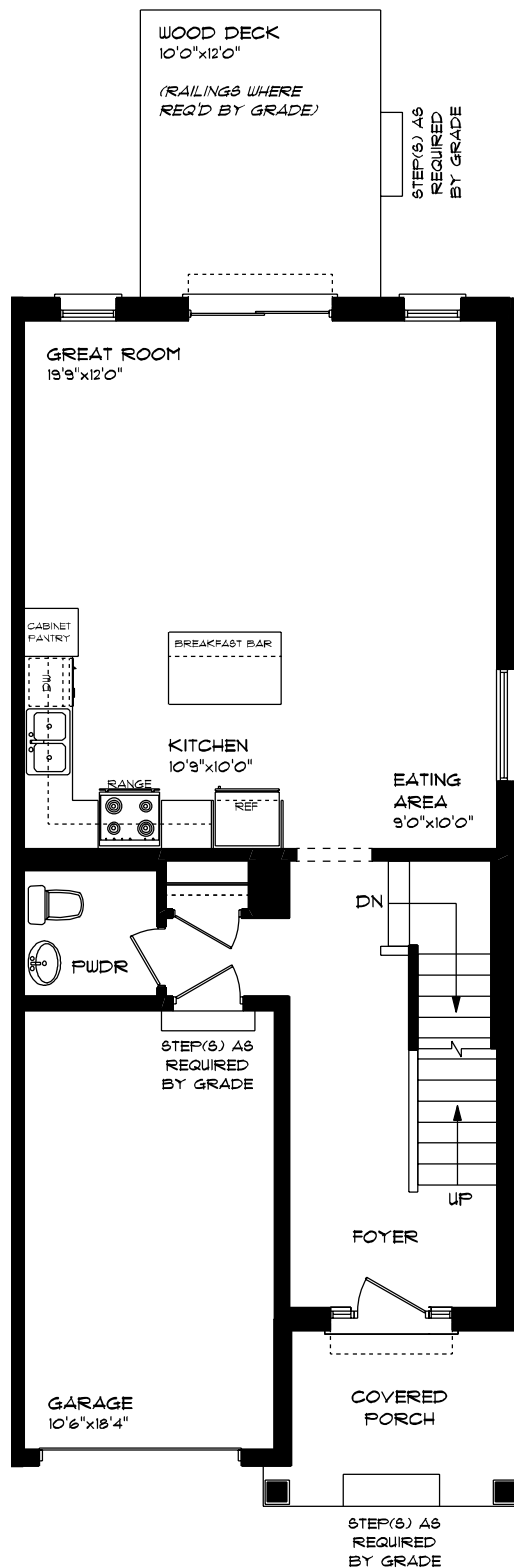 WOOD DECK
10'0"x12'0"
(RAILINGS WHERE
REQ'D BY GRADE)
STEP(S) AS
REQUIRED
BY GRADE
GREAT ROOM
19'9"x12'0"
CABINET
PANTRY
DW
BREAKFAST BAR
KITCHEN
10'9"x10'0"
RANGE
REF
EATING
AREA
9'0"x10'0"
DN
PWDR
STEP(S) AS
REQUIRED
BY GRADE
UP
FOYER
GARAGE
10'6"x18'4"
COVERED
PORCH
STEP(S) AS
REQUIRED
BY GRADE